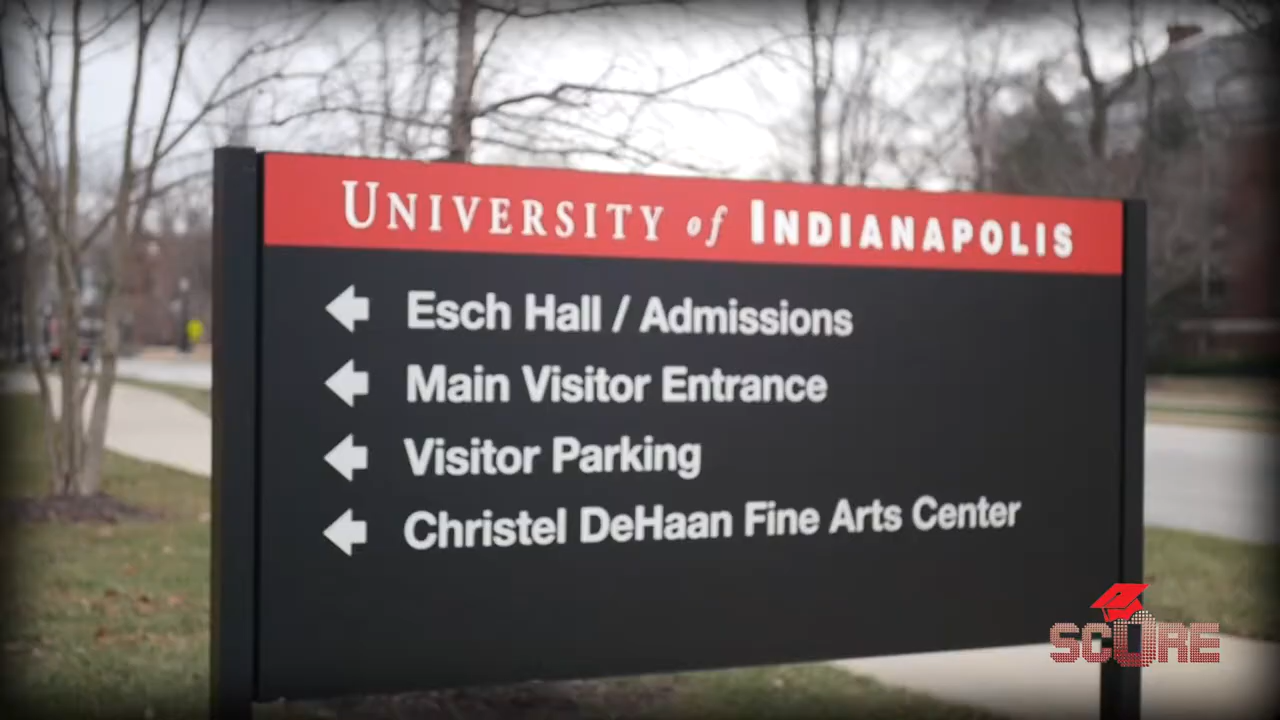 UNIVERSITY of INDIANAPOLIS
Esch Hall / Admissions
Main Visitor Entrance
Visitor Parking
Christel DeHaan Fine Arts Center
SCORE